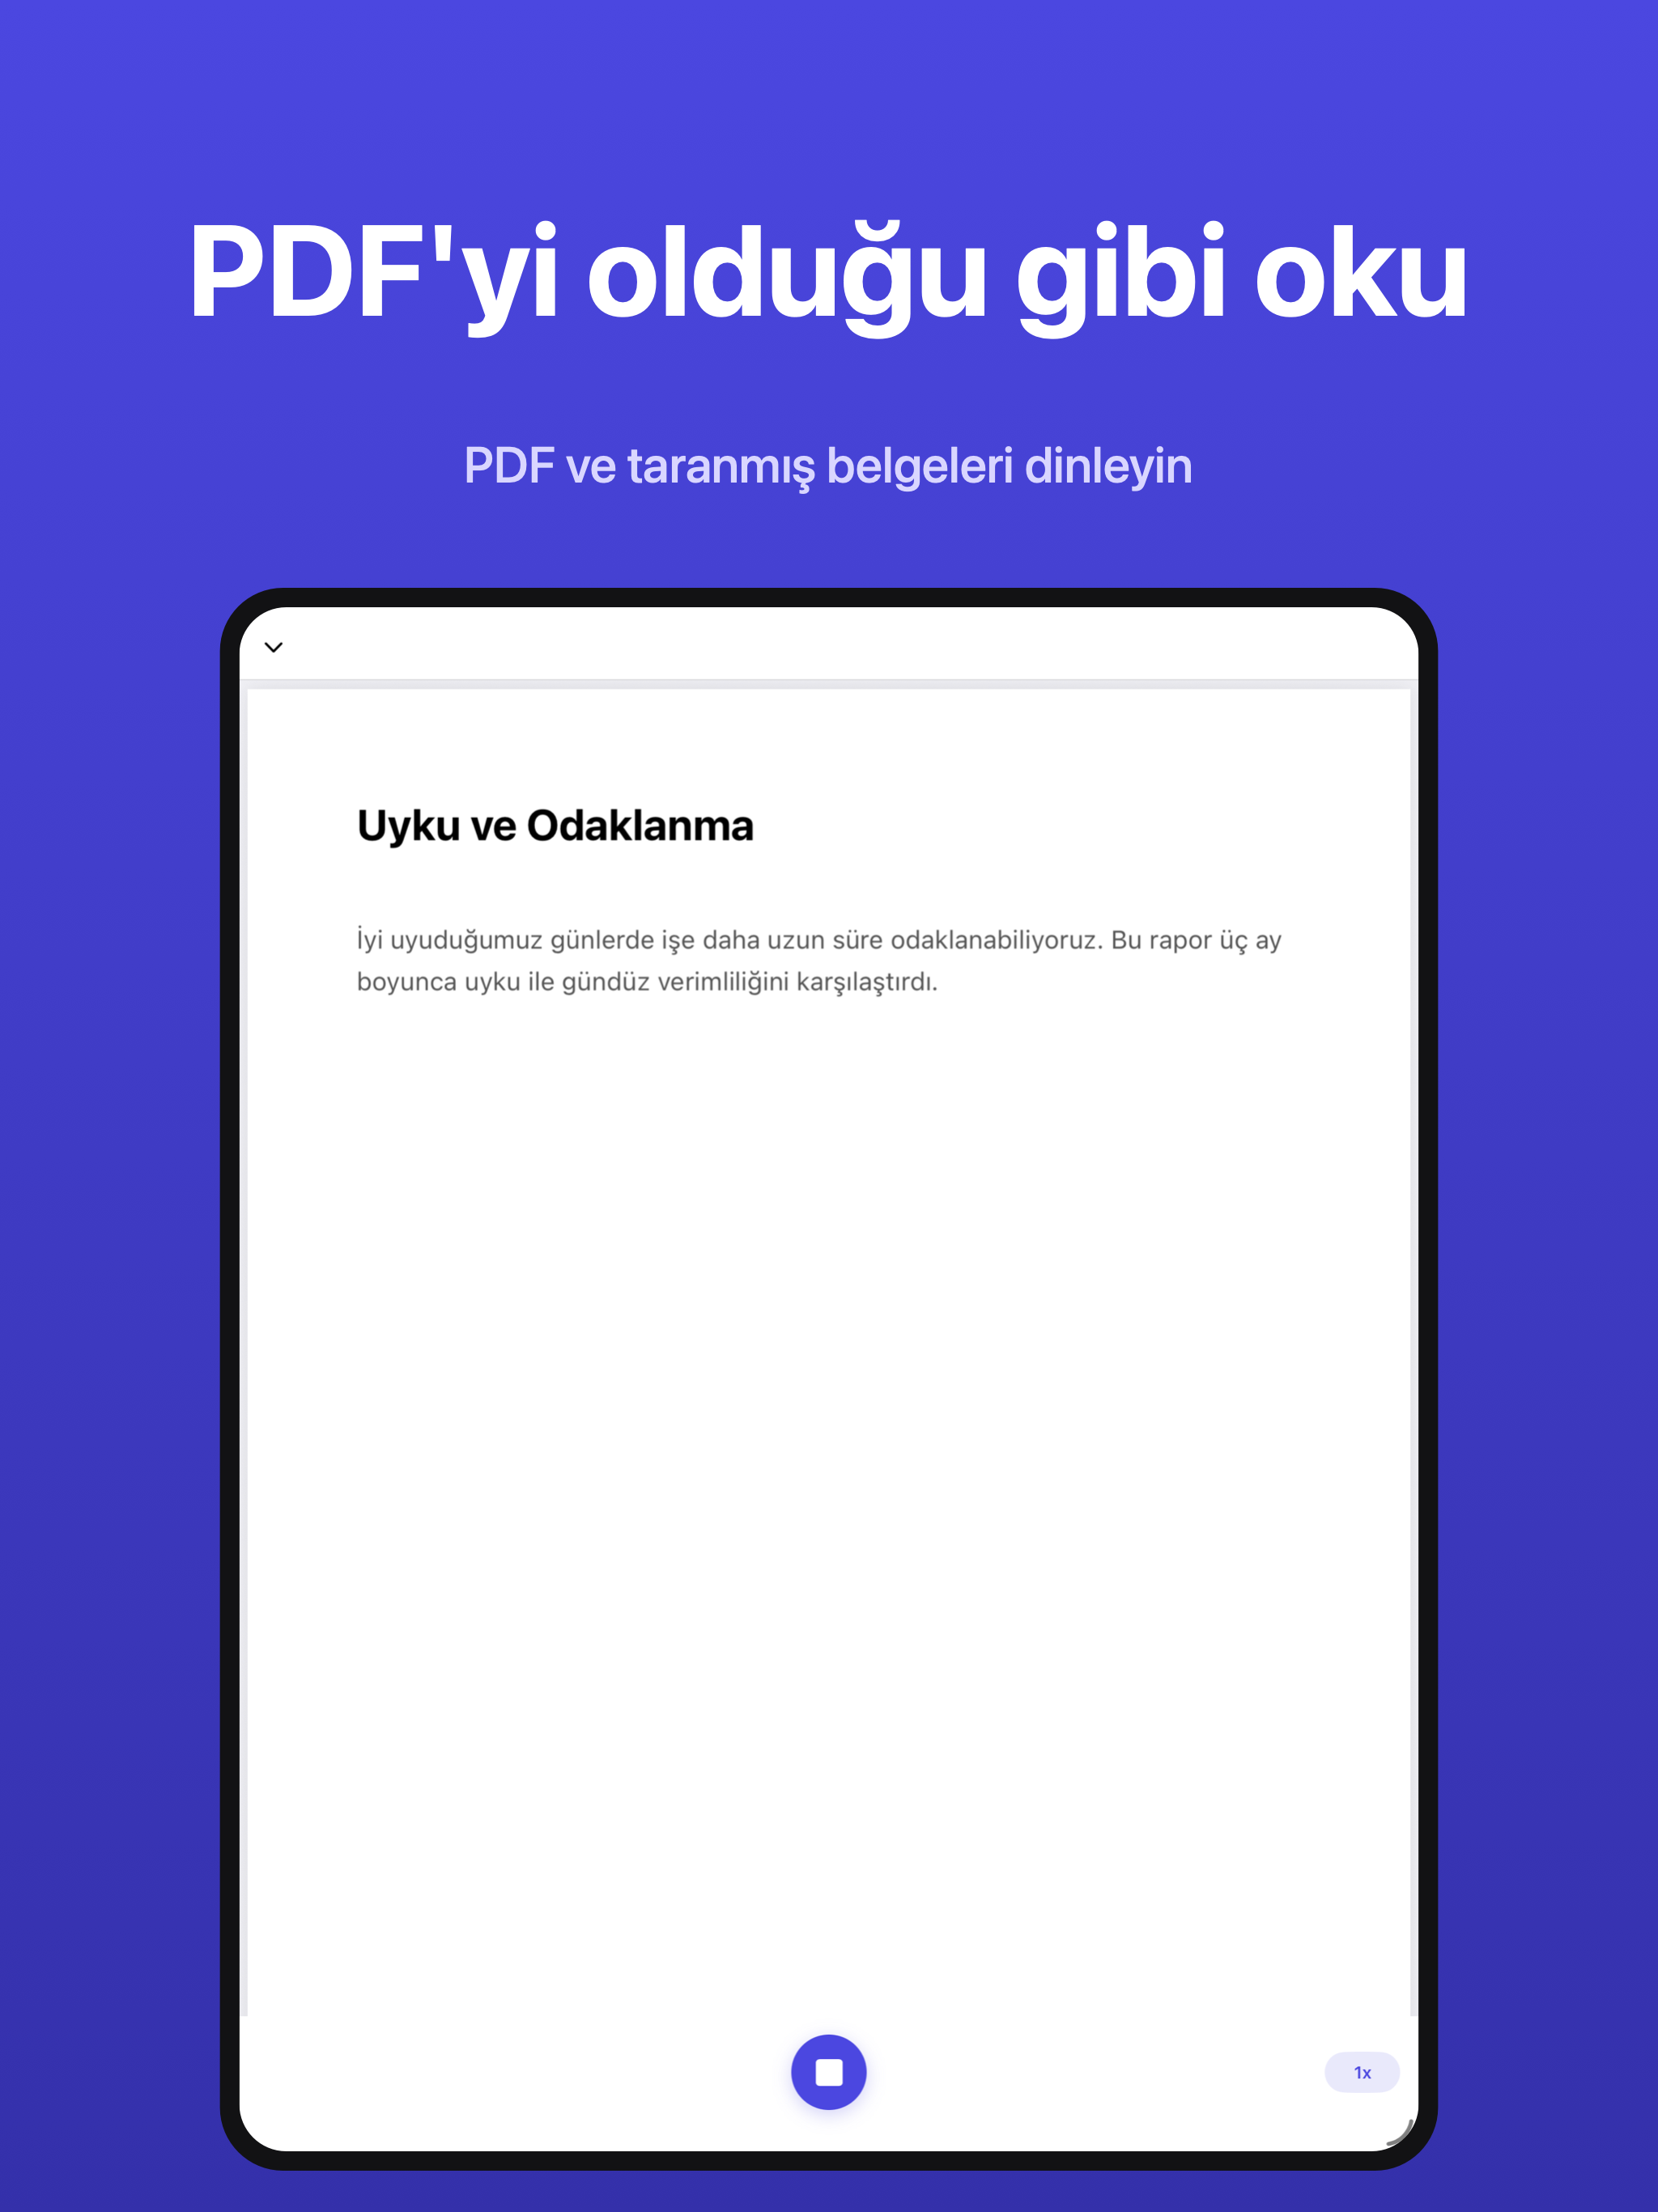 PDF'yi olduğu gibi oku
PDF ve taranmış belgeleri dinleyin
Uyku ve Odaklanma
İyi uyuduğumuz günlerde işe daha uzun süre odaklanabiliyoruz. Bu rapor üç ay
boyunca uyku ile gündüz verimliliğini karşılaştırdı.
1x